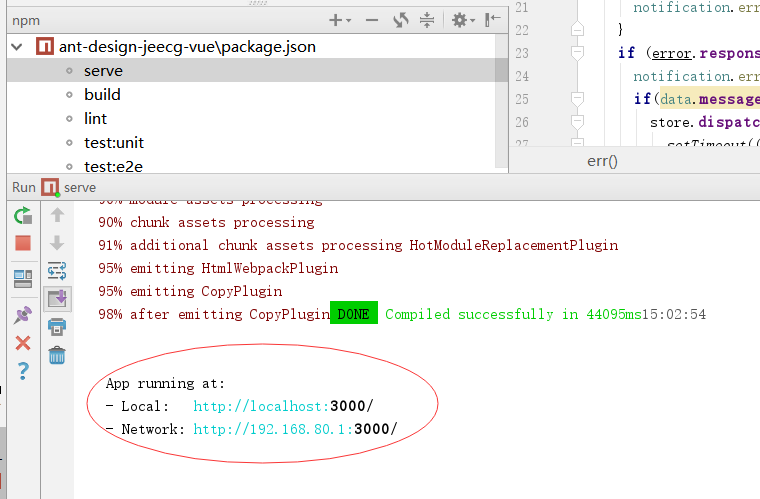 npm
ant-design-jeecg-vue\package.json
serve
build
lint
test:unit
test:e2e
21 notification.err
22 }
23 if (error.respons
24 notification.err
25 if(data.message
26 store.dispatc
27 setTimeout((
err()
Run serve
90% module assets processing
90% chunk assets processing
91% additional chunk assets processing HotModuleReplacementPlugin
95% emitting HtmlWebpackPlugin
95% emitting CopyPlugin
98% after emitting CopyPlugin DONE Compiled successfully in 44095ms15:02:54
App running at:
- Local: http://localhost:3000/
- Network: http://192.168.80.1:3000/